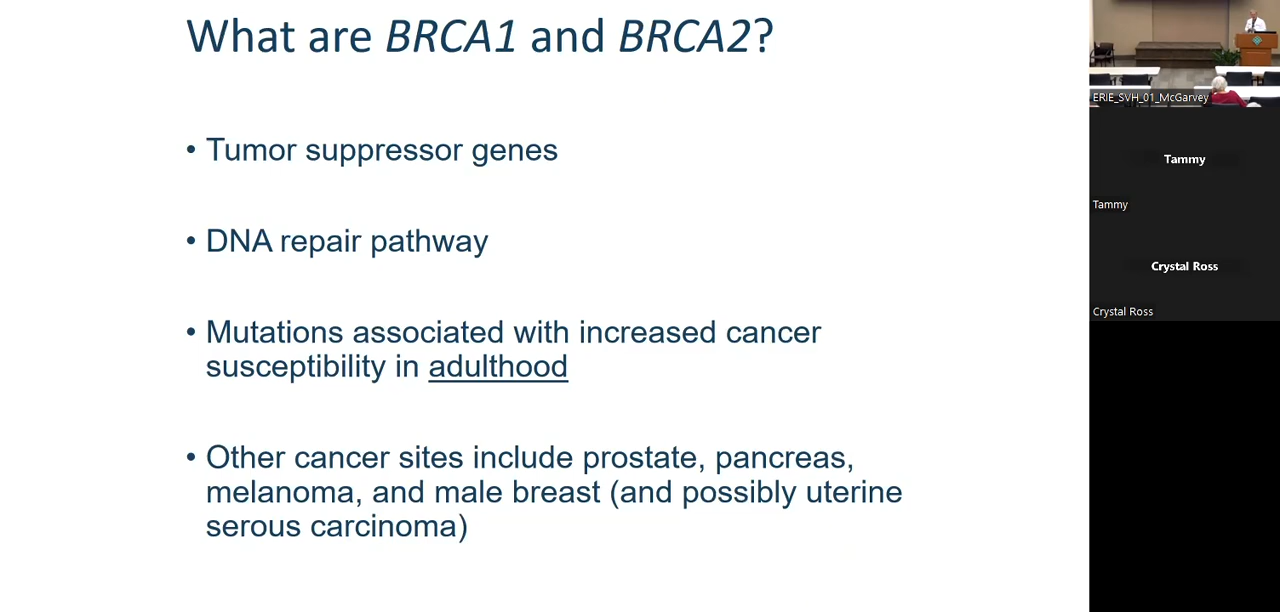 What are BRCA1 and BRCA2?
• Tumor suppressor genes
• DNA repair pathway
• Mutations associated with increased cancer
susceptibility in adulthood
• Other cancer sites include prostate, pancreas,
melanoma, and male breast (and possibly uterine
serous carcinoma)
ERIE_SVH_01_McGarvey
Tammy
Tammy
Crystal Ross
Crystal Ross